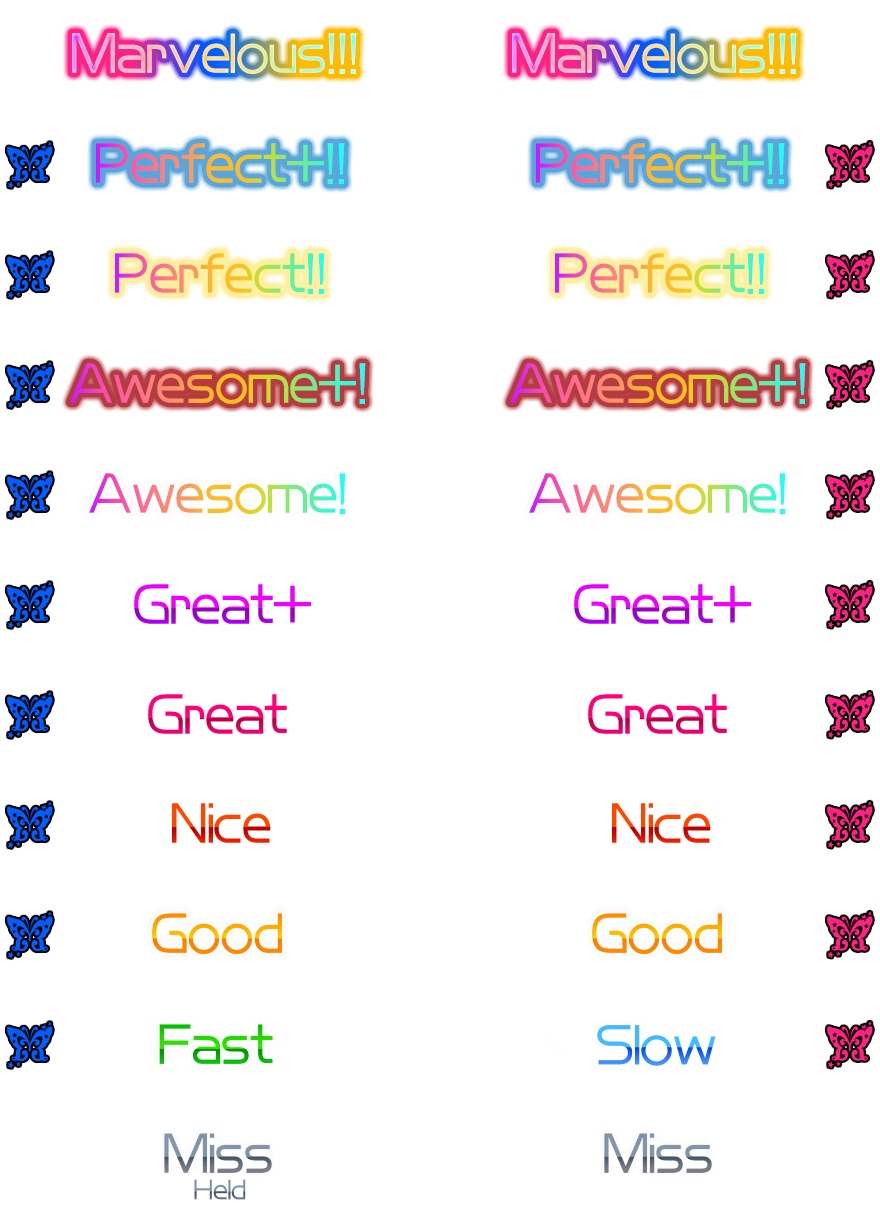 Marvelous!!! Marvelous!!!
Perfect+!! Perfect+!!
Perfect!! Perfect!!
Awesome+! Awesome+!
Awesome! Awesome!
Great+ Great+
Great Great
Nice Nice
Good Good
Fast Slow
Miss Miss
Held